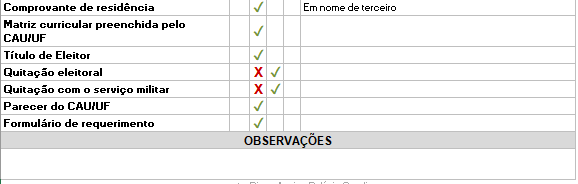 Comprovante de residência ✓ Em nome de terceiro
Matriz curricular preenchida pelo
CAU/UF ✓
Título de Eleitor ✓
Quitação eleitoral X ✓
Quitação com o serviço militar X ✓
Parecer do CAU/UF ✓
Formulário de requerimento ✓
OBSERVAÇÕES